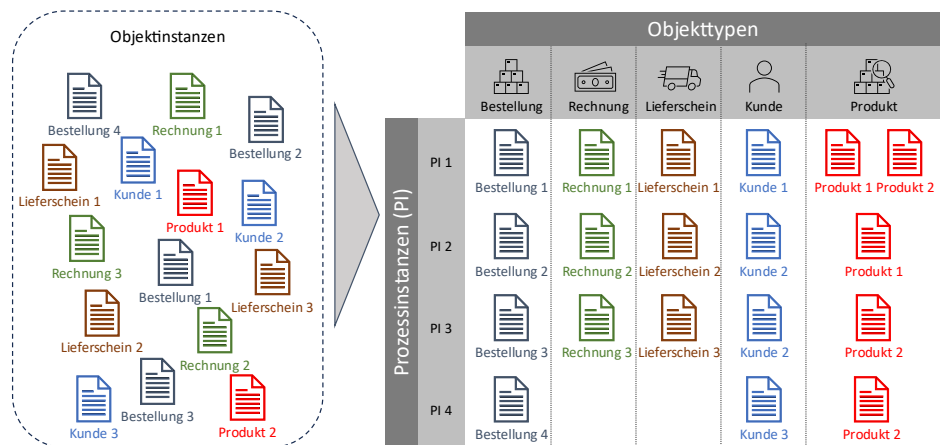 Objektinstanzen
Bestellung 4
Rechnung 1
Bestellung 2
Lieferschein 1
Kunde 1
Produkt 1
Kunde 2
Rechnung 3
Bestellung 1
Lieferschein 3
Lieferschein 2
Rechnung 2
Kunde 3
Bestellung 3
Produkt 2
Objekttypen
Bestellung Rechnung Lieferschein Kunde Produkt
Prozessinstanzen (PI)
PI 1
Bestellung 1 Rechnung 1 Lieferschein 1 Kunde 1 Produkt 1 Produkt 2
PI 2
Bestellung 2 Rechnung 2 Lieferschein 2 Kunde 2 Produkt 1
PI 3
Bestellung 3 Rechnung 3 Lieferschein 3 Kunde 2 Produkt 2
PI 4
Bestellung 4 Kunde 3 Produkt 2